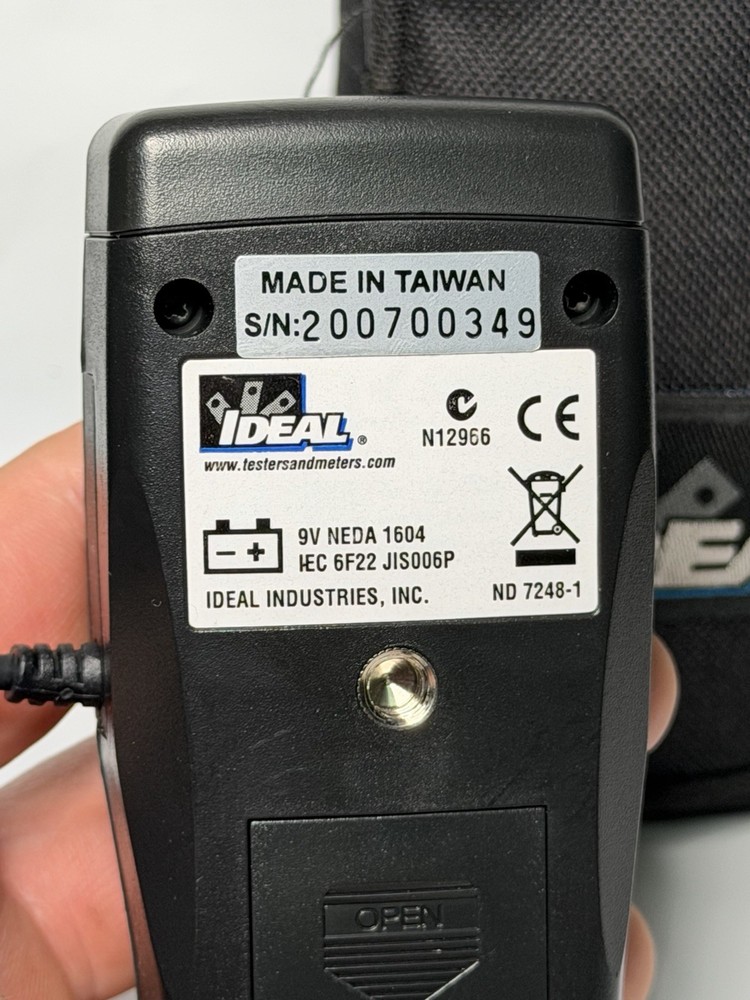 MADE IN TAIWAN
S/N:200700349
IDEAL®
N12966
CE
www.testersandmeters.com
9V NEDA 1604
IEC 6F22 JIS006P
IDEAL INDUSTRIES, INC.
ND 7248-1
OPEN